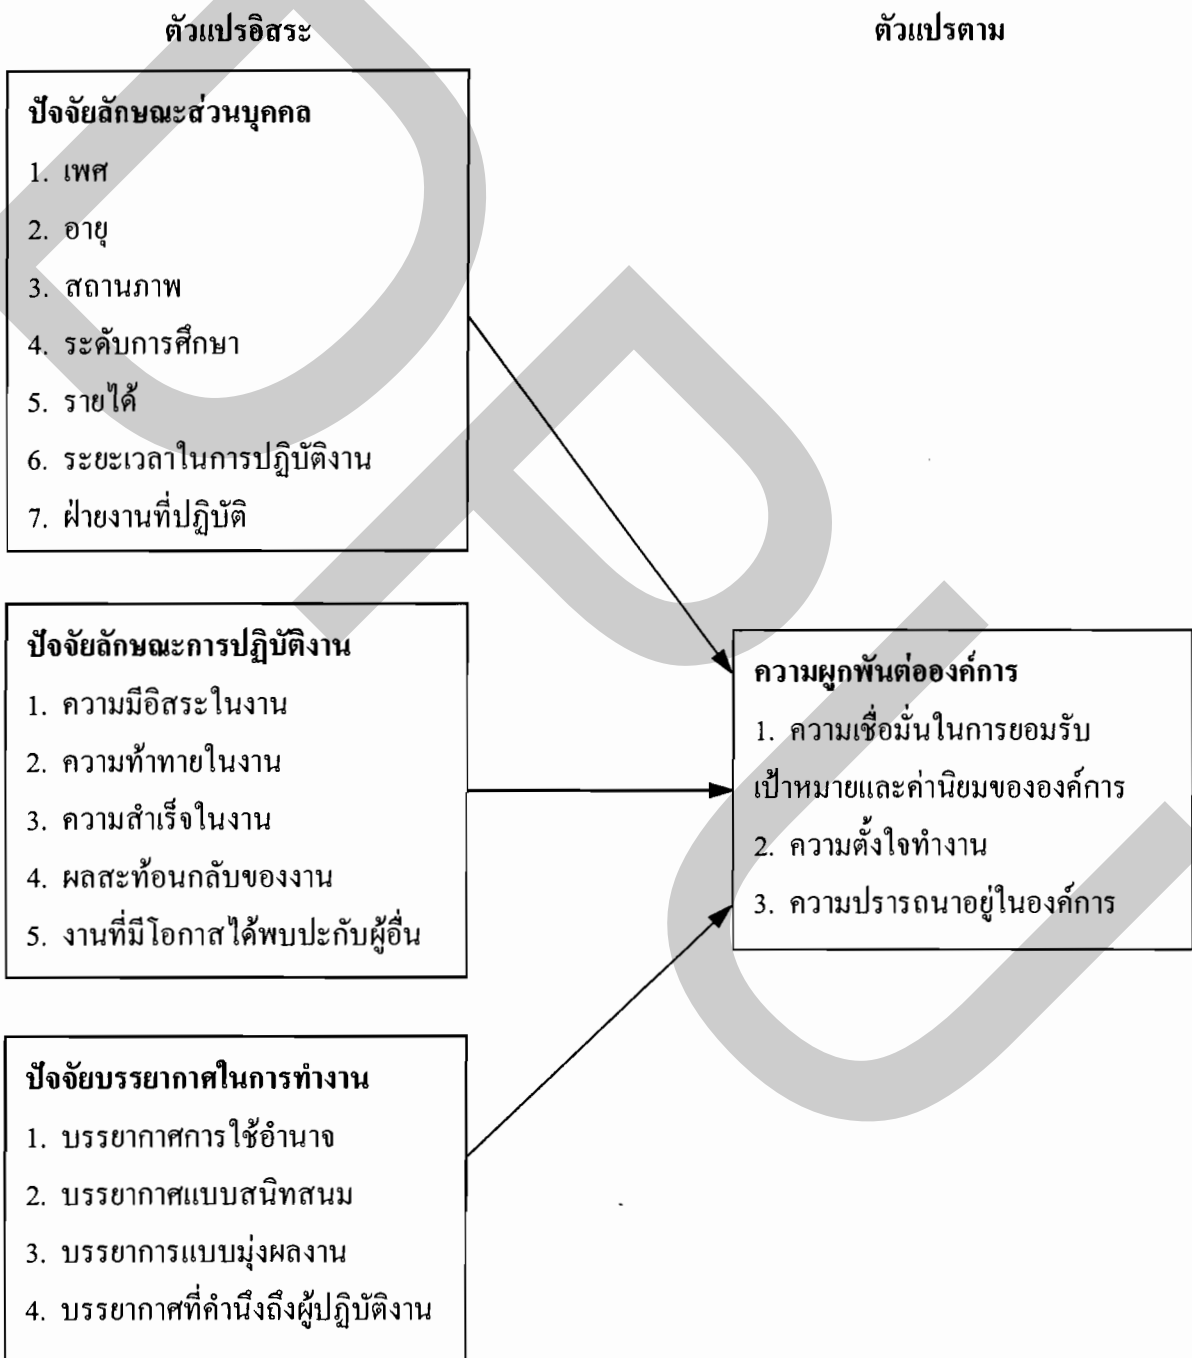 ตัวแปรอิสระ
ตัวแปรตาม
ปัจจัยลักษณะส่วนบุคคล
1. เพศ
2. อายุ
3. สถานภาพ
4. ระดับการศึกษา
5. รายได้
6. ระยะเวลาในการปฏิบัติงาน
7. ฝ่ายงานที่ปฏิบัติ
ปัจจัยลักษณะการปฏิบัติงาน
1. ความมีอิสระในงาน
2. ความท้าทายในงาน
3. ความสำเร็จในงาน
4. ผลสะท้อนกลับของงาน
5. งานที่มีโอกาสได้พบปะกับผู้อื่น
ปัจจัยบรรยากาศในการทำงาน
1. บรรยากาศการใช้อำนาจ
2. บรรยากาศแบบสนิทสนม
3. บรรยาการแบบมุ่งผลงาน
4. บรรยากาศที่คำนึงถึงผู้ปฏิบัติงาน
ความผูกพันต่อองค์การ
1. ความเชื่อมั่นในการยอมรับ
เป้าหมายและค่านิยมขององค์การ
2. ความตั้งใจทำงาน
3. ความปรารถนาอยู่ในองค์การ
DPU